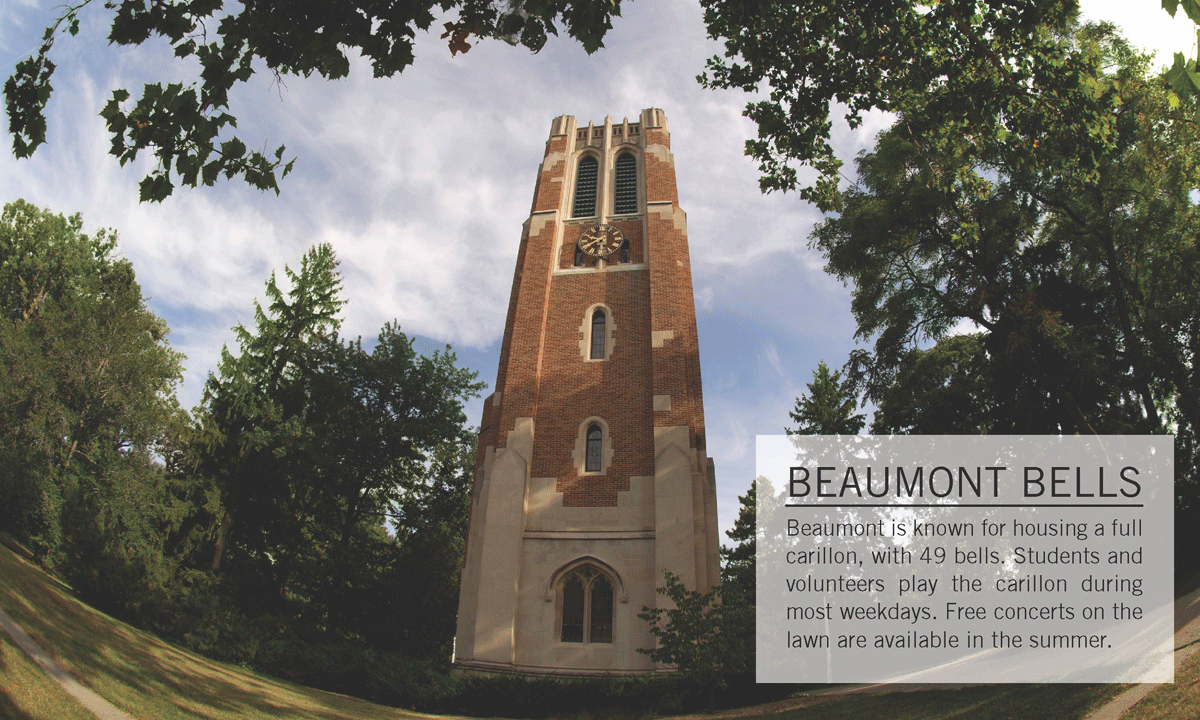 BEAUMONT BELLS
Beaumont is known for housing a full
carillon, with 49 bells. Students and
volunteers play the carillon during
most weekdays. Free concerts on the
lawn are available in the summer.